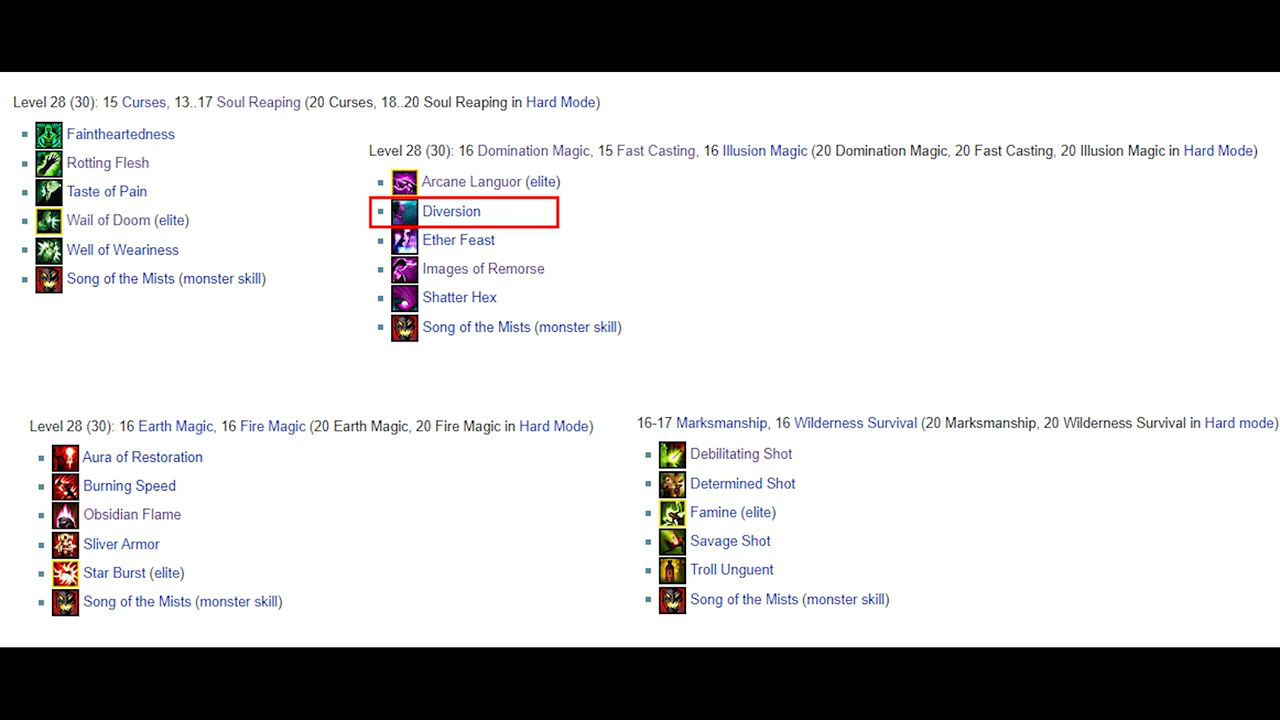 Level 28 (30): 15 Curses, 13..17 Soul Reaping (20 Curses, 18..20 Soul Reaping in Hard Mode)
Faintheartedness
Rotting Flesh
Taste of Pain
Wail of Doom (elite)
Well of Weariness
Song of the Mists (monster skill)
Level 28 (30): 16 Domination Magic, 15 Fast Casting, 16 Illusion Magic (20 Domination Magic, 20 Fast Casting, 20 Illusion Magic in Hard Mode)
Arcane Languor (elite)
Diversion
Ether Feast
Images of Remorse
Shatter Hex
Song of the Mists (monster skill)
Level 28 (30): 16 Earth Magic, 16 Fire Magic (20 Earth Magic, 20 Fire Magic in Hard Mode)
Aura of Restoration
Burning Speed
Obsidian Flame
Sliver Armor
Star Burst (elite)
Song of the Mists (monster skill)
16-17 Marksmanship, 16 Wilderness Survival (20 Marksmanship, 20 Wilderness Survival in Hard mode)
Debilitating Shot
Determined Shot
Famine (elite)
Savage Shot
Troll Unguent
Song of the Mists (monster skill)